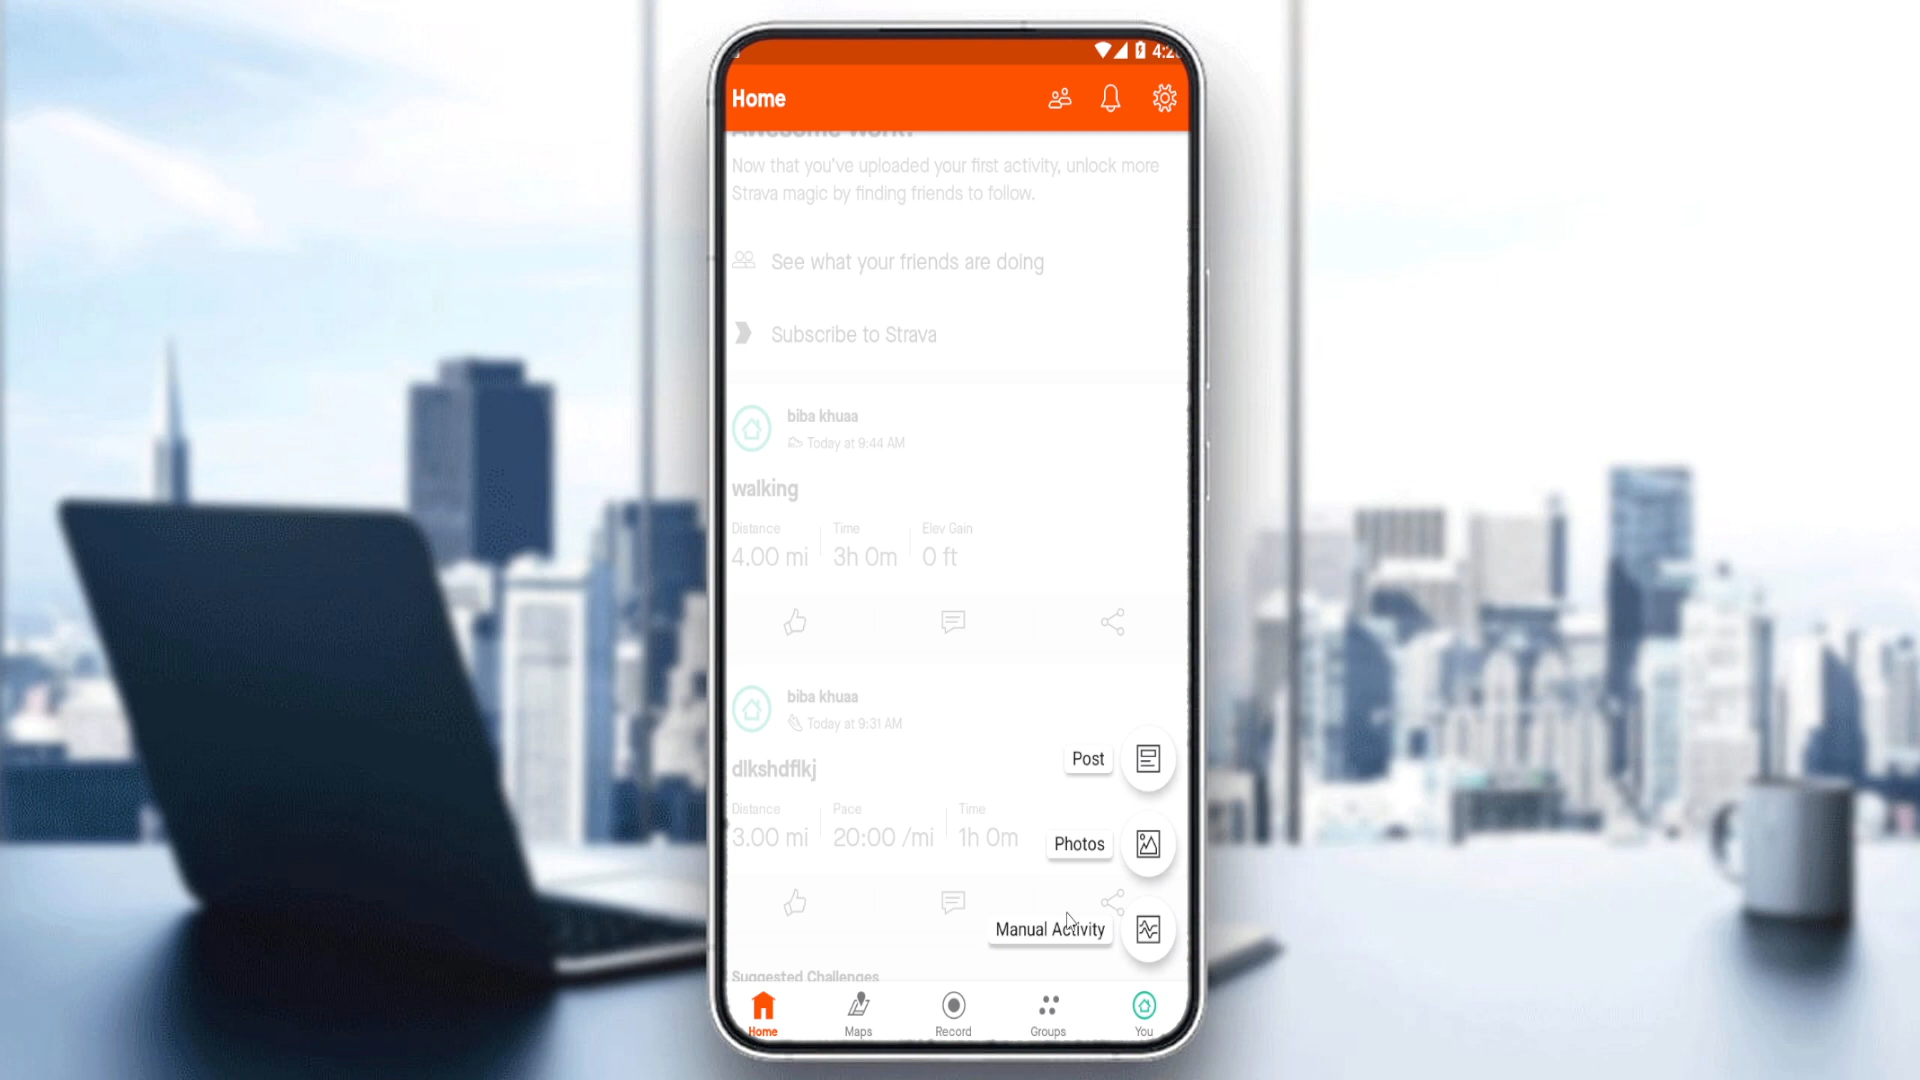 4:2
Home
Awesome work!
Now that you've uploaded your first activity, unlock more
Strava magic by finding friends to follow.
See what your friends are doing
Subscribe to Strava
biba khuaa
Today at 9:44 AM
walking
Distance Time Elev Gain
4.00 mi 3h 0m 0 ft
biba khuaa
Today at 9:31 AM
Post
dlkshdflkj
Distance Pace Time
3.00 mi 20:00 /mi 1h 0m
Photos
Manual Activity
Suggested Challenges
Home Maps Record Groups You